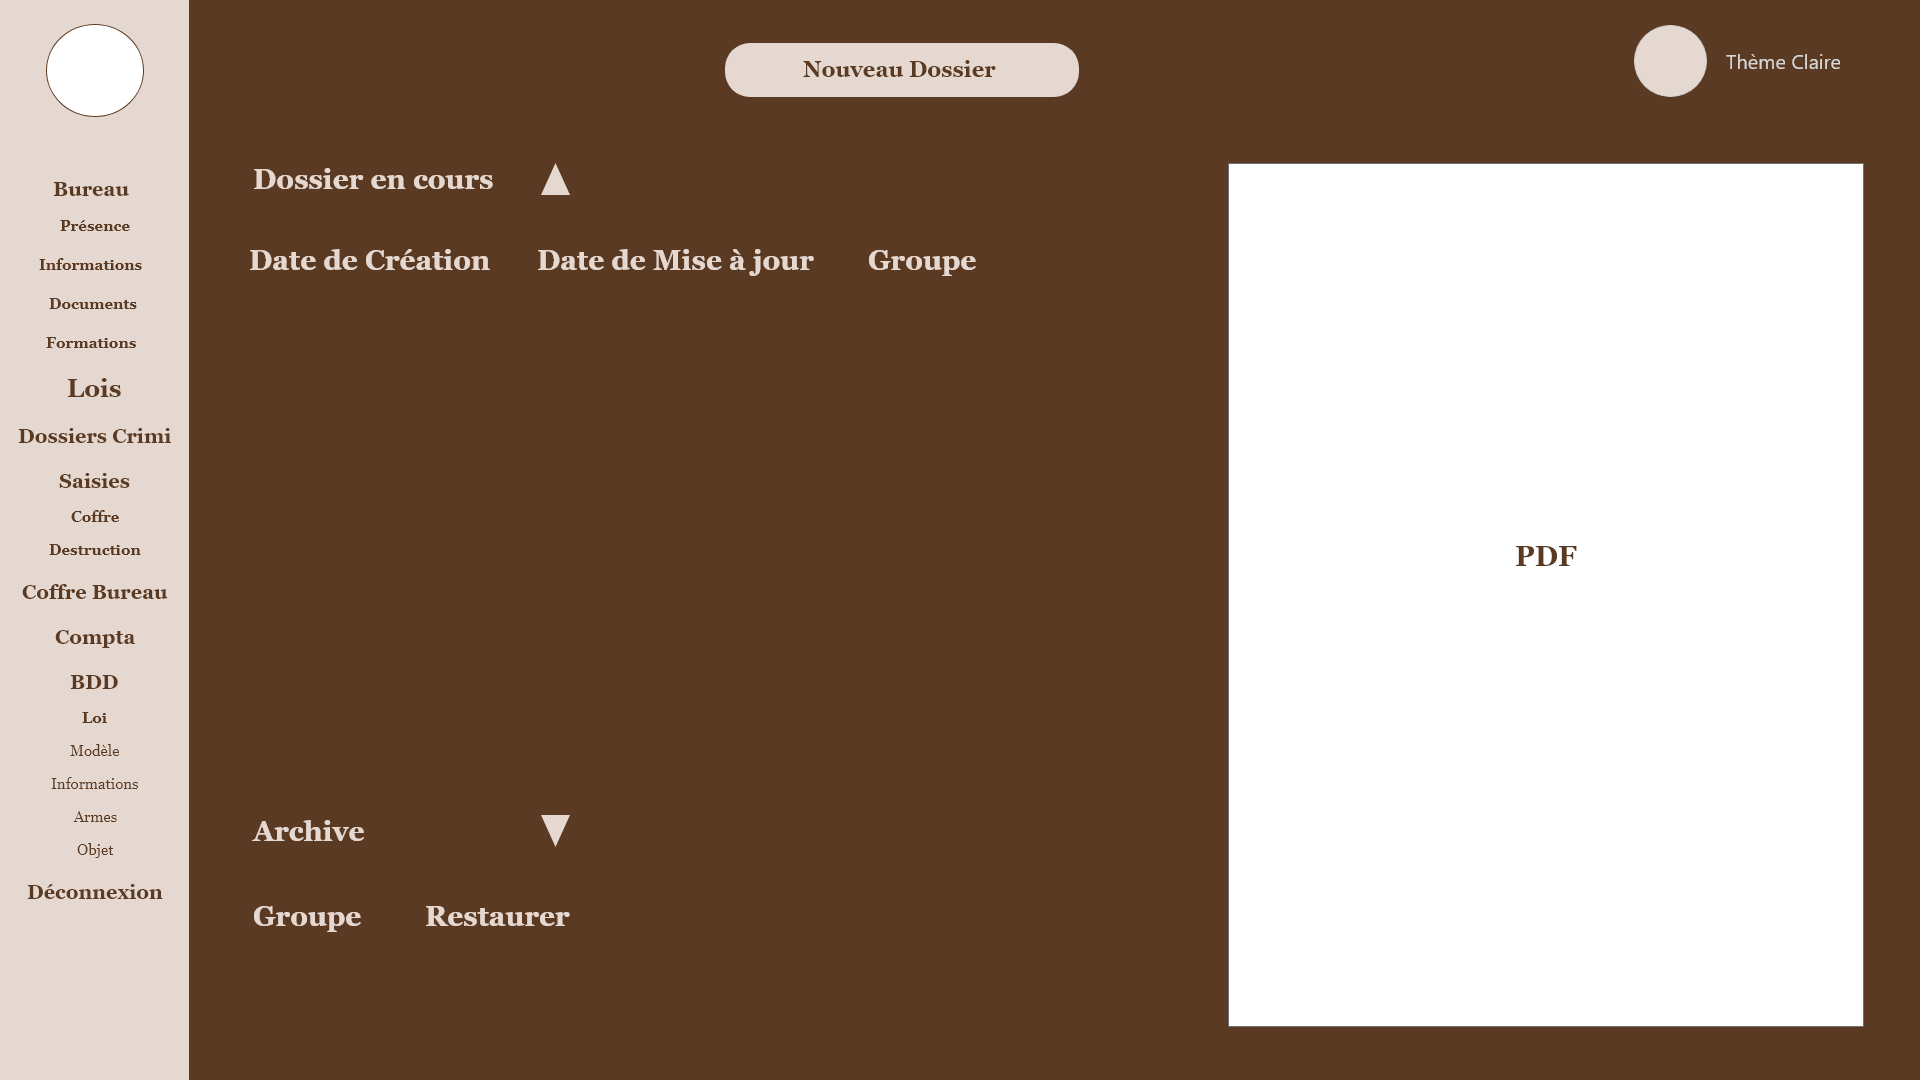 Bureau
Présence
Informations
Documents
Formations
Lois
Dossiers Crimi
Saisies
Coffre
Destruction
Coffre Bureau
Compta
BDD
Loi
Modèle
Informations
Armes
Objet
Déconnexion
Nouveau Dossier
Thème Claire
Dossier en cours
Date de Création Date de Mise à jour Groupe
Archive
Groupe Restaurer
PDF